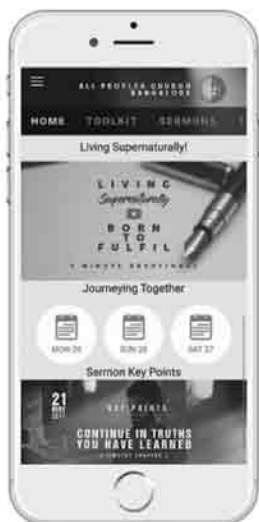 ALL PEOPLES CHURCH
BANGALORE
HOME TOOLKIT SERMONS
Living Supernaturally!
LIVING
Supernaturally
BORN
TO
FULFIL
5 MINUTE DEVOTIONAL
Journeying Together
MON 29 SUN 28 SAT 27
Sermon Key Points
21
KEY POINTS
CONTINUE IN TRUTHS
YOU HAVE LEARNED